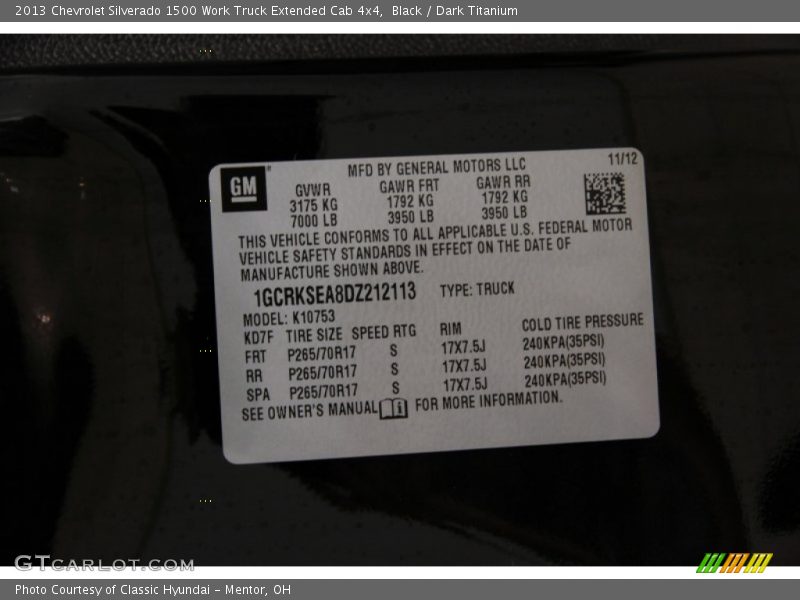 2013 Chevrolet Silverado 1500 Work Truck Extended Cab 4x4, Black / Dark Titanium
GM
MFD BY GENERAL MOTORS LLC 11/12
GVWR GAWR FRT GAWR RR
3175 KG 1792 KG 1792 KG
7000 LB 3950 LB 3950 LB
THIS VEHICLE CONFORMS TO ALL APPLICABLE U.S. FEDERAL MOTOR
VEHICLE SAFETY STANDARDS IN EFFECT ON THE DATE OF
MANUFACTURE SHOWN ABOVE.
1GCRKSEA8DZ212113 TYPE: TRUCK
MODEL: K10753
KD7F TIRE SIZE SPEED RTG RIM COLD TIRE PRESSURE
FRT P265/70R17 S 17X7.5J 240KPA(35PSI)
RR P265/70R17 S 17X7.5J 240KPA(35PSI)
SPA P265/70R17 S 17X7.5J 240KPA(35PSI)
SEE OWNER'S MANUAL FOR MORE INFORMATION.
GTcarlot.com
Photo Courtesy of Classic Hyundai - Mentor, OH